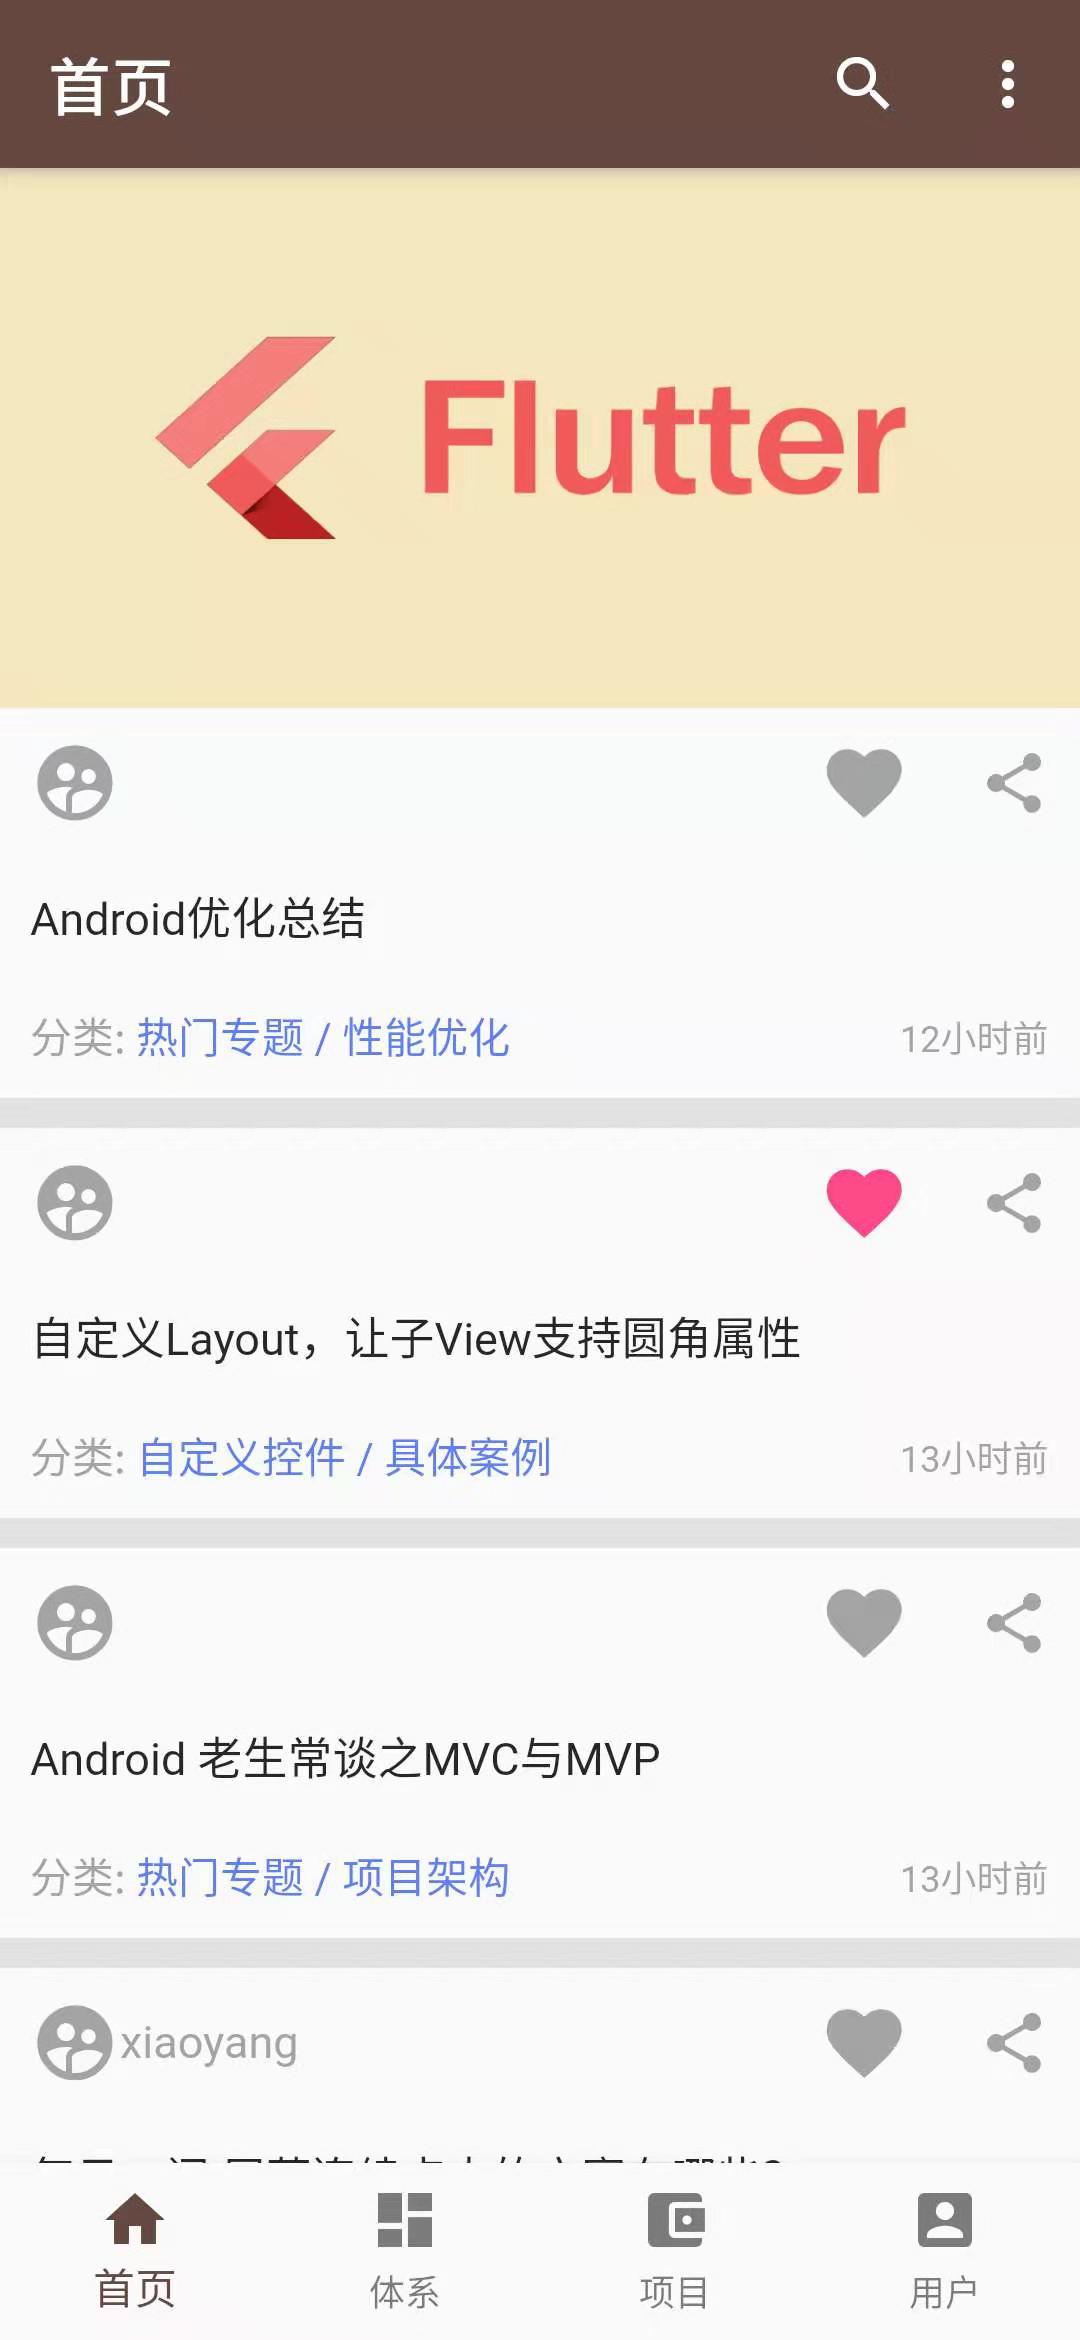 首页
Flutter
Android优化总结
分类: 热门专题 / 性能优化
12小时前
自定义Layout，让子View支持圆角属性
分类: 自定义控件 / 具体案例
13小时前
Android 老生常谈之MVC与MVP
分类: 热门专题 / 项目架构
13小时前
xiaoyang
首页
体系
项目
用户